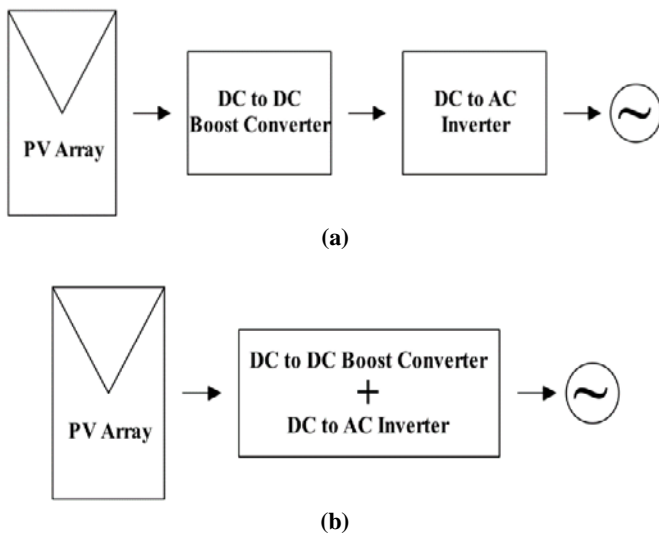 PV Array
DC to DC
Boost Converter
DC to AC
Inverter
~
(a)
PV Array
DC to DC Boost Converter
+
DC to AC Inverter
~
(b)